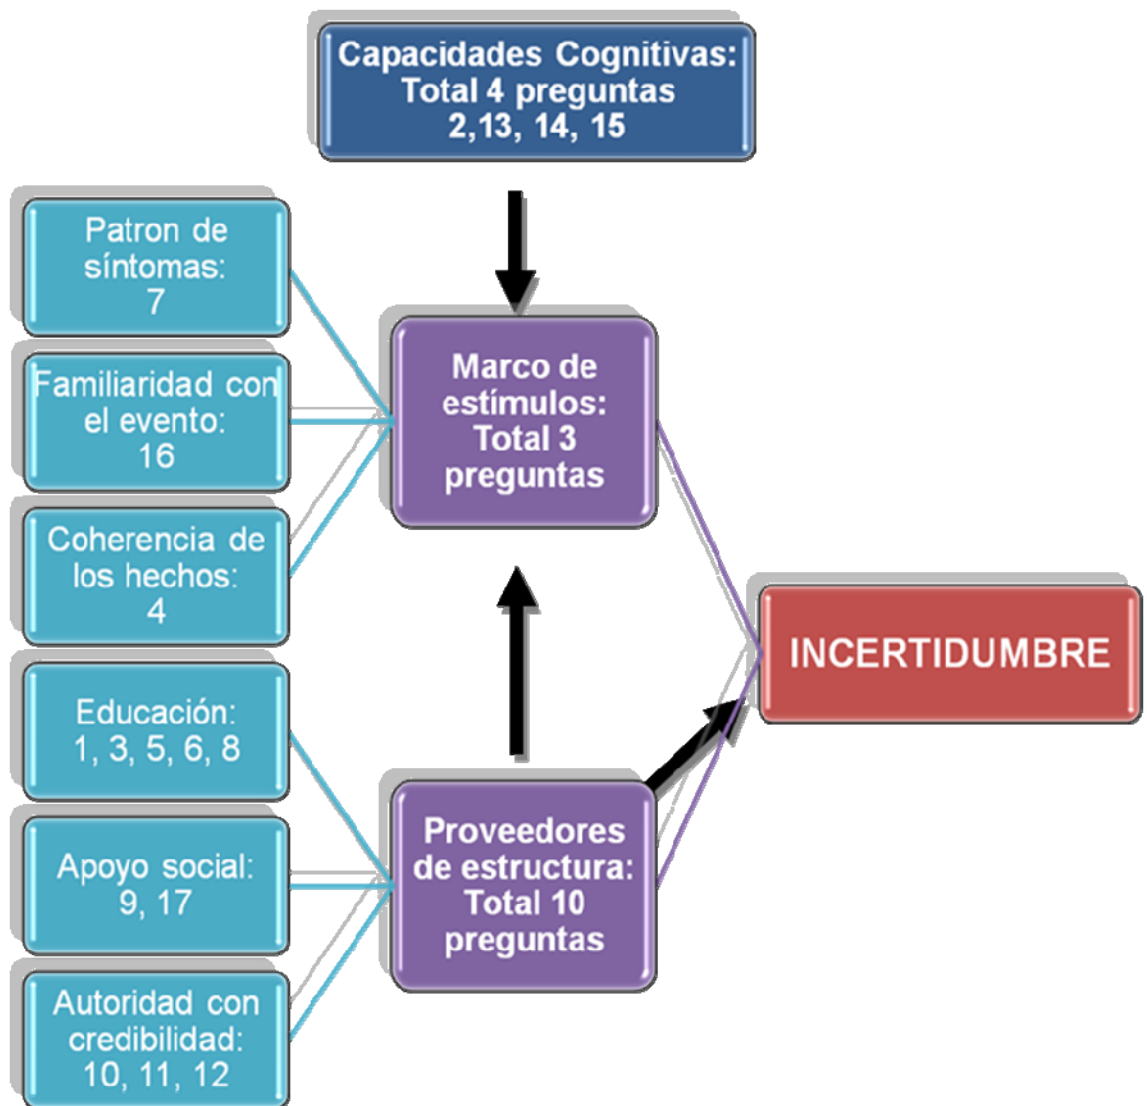 Capacidades Cognitivas:
Total 4 preguntas
2,13, 14, 15
Patron de
síntomas:
7
Familiaridad con
el evento:
16
Coherencia de
los hechos:
4
Educación:
1, 3, 5, 6, 8
Apoyo social:
9, 17
Autoridad con
credibilidad:
10, 11, 12
Marco de
estímulos:
Total 3
preguntas
Proveedores
de estructura:
Total 10
preguntas
INCERTIDUMBRE